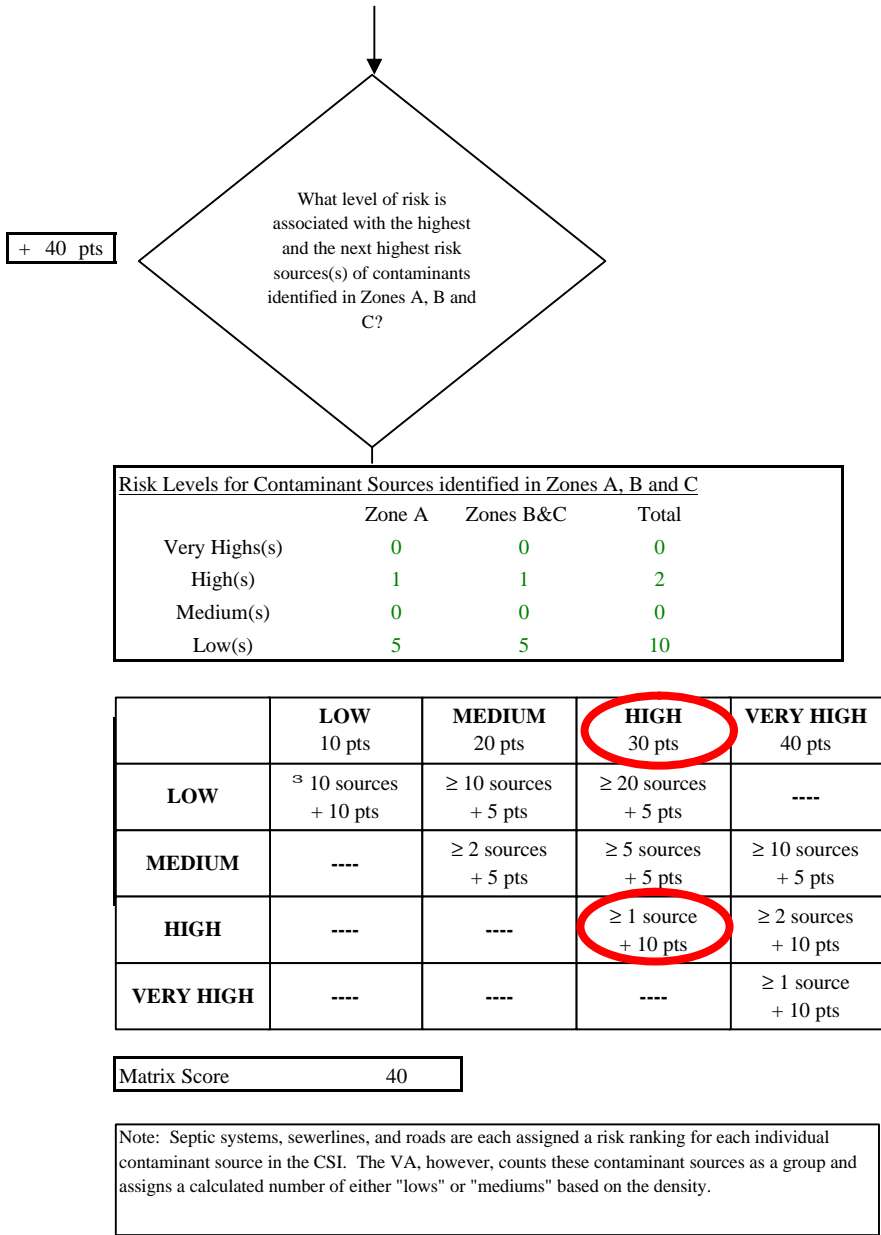 What level of risk is
associated with the highest
and the next highest risk
sources(s) of contaminants
identified in Zones A, B and
C?
+ 40 pts
Risk Levels for Contaminant Sources identified in Zones A, B and C
Zone A Zones B&C Total
Very Highs(s) 0 0 0
High(s) 1 1 2
Medium(s) 0 0 0
Low(s) 5 5 10
LOW MEDIUM HIGH VERY HIGH
10 pts 20 pts 30 pts 40 pts
LOW ³ 10 sources ≥ 10 sources ≥ 20 sources ----
+ 10 pts + 5 pts + 5 pts
MEDIUM ---- ≥ 2 sources ≥ 5 sources ≥ 10 sources
+ 5 pts + 5 pts + 5 pts
HIGH ---- ---- ≥ 1 source ≥ 2 sources
+ 10 pts + 10 pts
VERY HIGH ---- ---- ---- ≥ 1 source
+ 10 pts
Matrix Score 40
Note: Septic systems, sewerlines, and roads are each assigned a risk ranking for each individual
contaminant source in the CSI. The VA, however, counts these contaminant sources as a group and
assigns a calculated number of either "lows" or "mediums" based on the density.